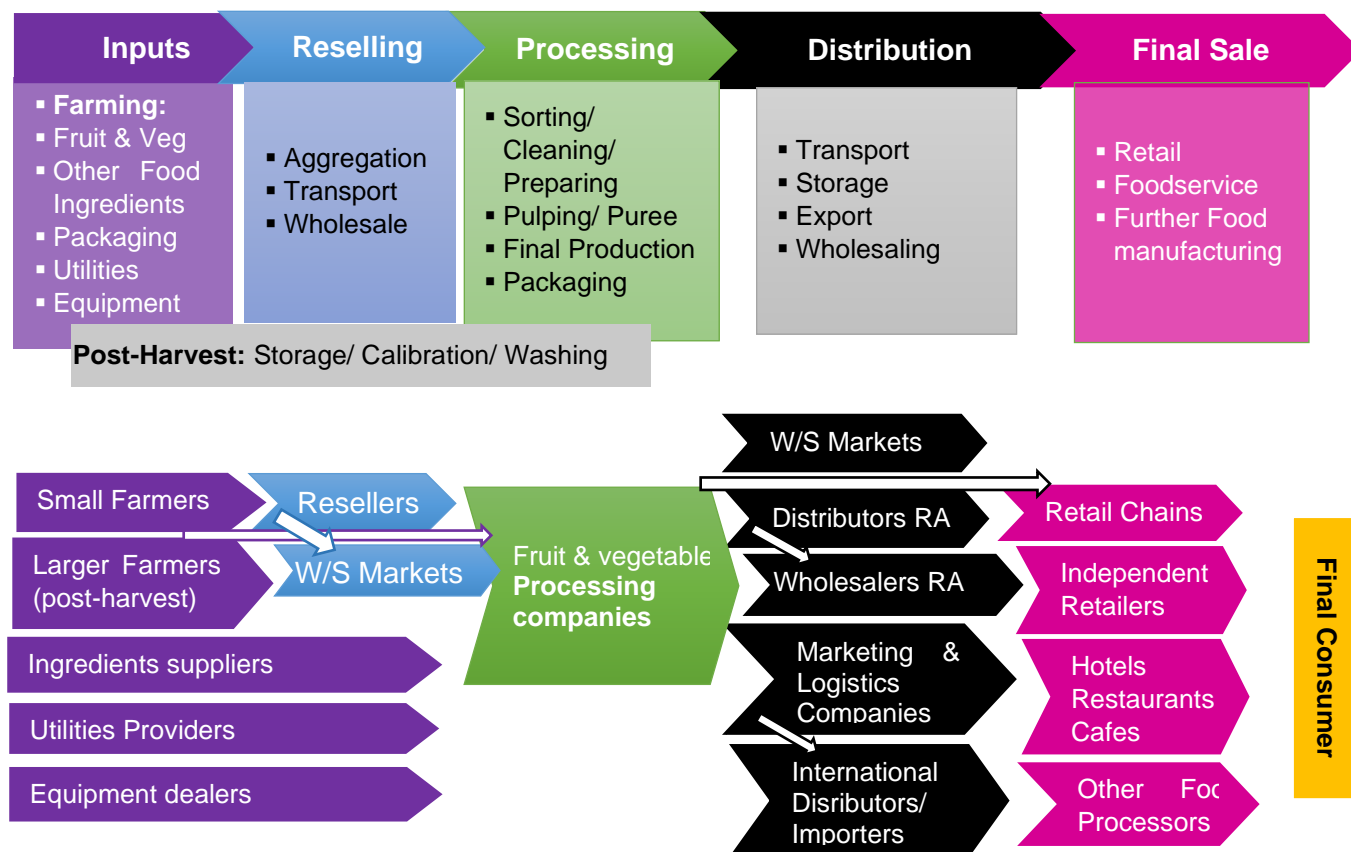 Inputs
Reselling
Processing
Distribution
Final Sale
▪ Farming:
▪ Fruit & Veg
▪ Other Food
Ingredients
▪ Packaging
▪ Utilities
▪ Equipment
▪ Aggregation
▪ Transport
▪ Wholesale
▪ Sorting/
Cleaning/
Preparing
▪ Pulping/ Puree
▪ Final Production
▪ Packaging
▪ Transport
▪ Storage
▪ Export
▪ Wholesaling
▪ Retail
▪ Foodservice
▪ Further Food
manufacturing
Post-Harvest: Storage/ Calibration/ Washing
Small Farmers
Larger Farmers
(post-harvest)
Ingredients suppliers
Utilities Providers
Equipment dealers
Resellers
W/S Markets
Fruit & vegetable
Processing
companies
W/S Markets
Distributors RA
Wholesalers RA
Marketing &
Logistics
Companies
International
Disributors/
Importers
Retail Chains
Independent
Retailers
Hotels
Restaurants
Cafes
Other Foo
Processors
Final Consumer